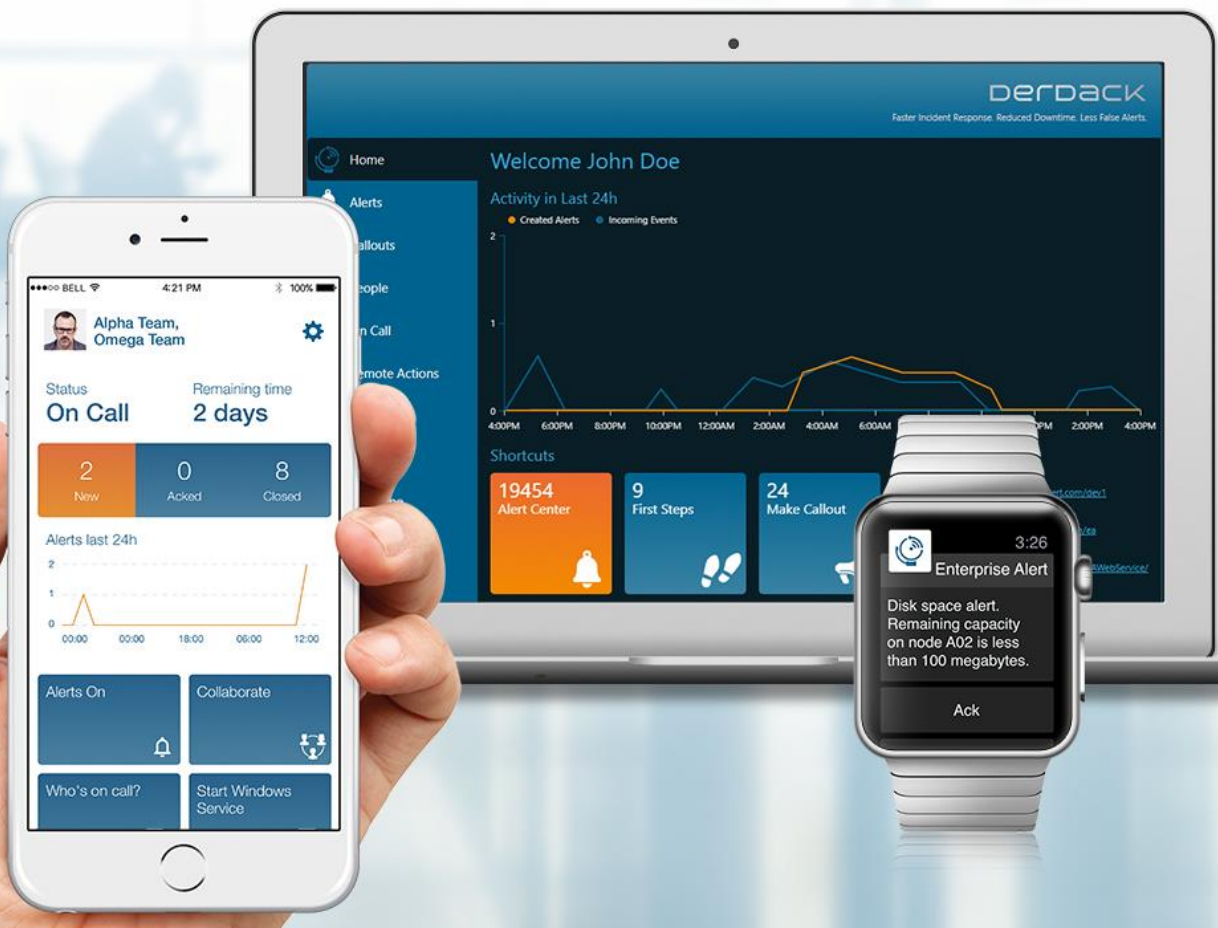 DERDACK
Faster Incident Response. Reduced Downtime. Less False Alerts.
Home
Alerts
allouts
eople
n Call
emote Actions
Welcome John Doe
Activity in Last 24h
Created Alerts
Incoming Events
2
1
0
4:00PM 6:00PM 8:00PM 10:00PM 12:00AM 2:00AM 4:00AM 6:00AM PM 2:00PM 4:00PM
Shortcuts
19454
Alert Center
9
First Steps
24
Make Callout
ert.com/dev1
/ea
AWebService/
BELL
4:21 PM
100%
Alpha Team,
Omega Team
Status
On Call
Remaining time
2 days
2
New
0
Acked
8
Closed
Alerts last 24h
2
1
0
00:00 00:00 18:00 06:00 12:00
Alerts On
Collaborate
Who's on call?
Start Windows
Service
3:26
Enterprise Alert
Disk space alert.
Remaining capacity
on node A02 is less
than 100 megabytes.
Ack